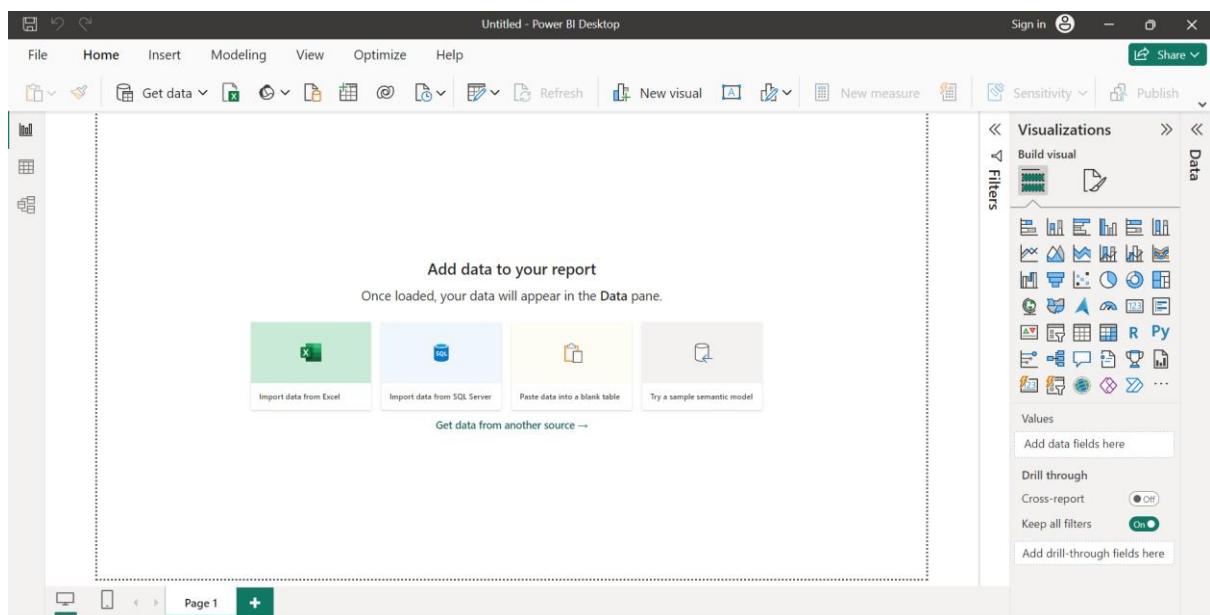 Untitled - Power BI Desktop
Sign in
File Home Insert Modeling View Optimize Help
Share
Get data
Refresh
New visual
A
New measure
Sensitivity
Publish
Add data to your report
Once loaded, your data will appear in the Data pane.
SQL
Import data from Excel
Import data from SQL Server
Paste data into a blank table
Try a sample semantic model
Get data from another source →
Page 1
Filters
Visualizations
Build visual
123
R Py
123
Values
Add data fields here
Drill through
Cross-report
Off
Keep all filters
On
Add drill-through fields here
Data